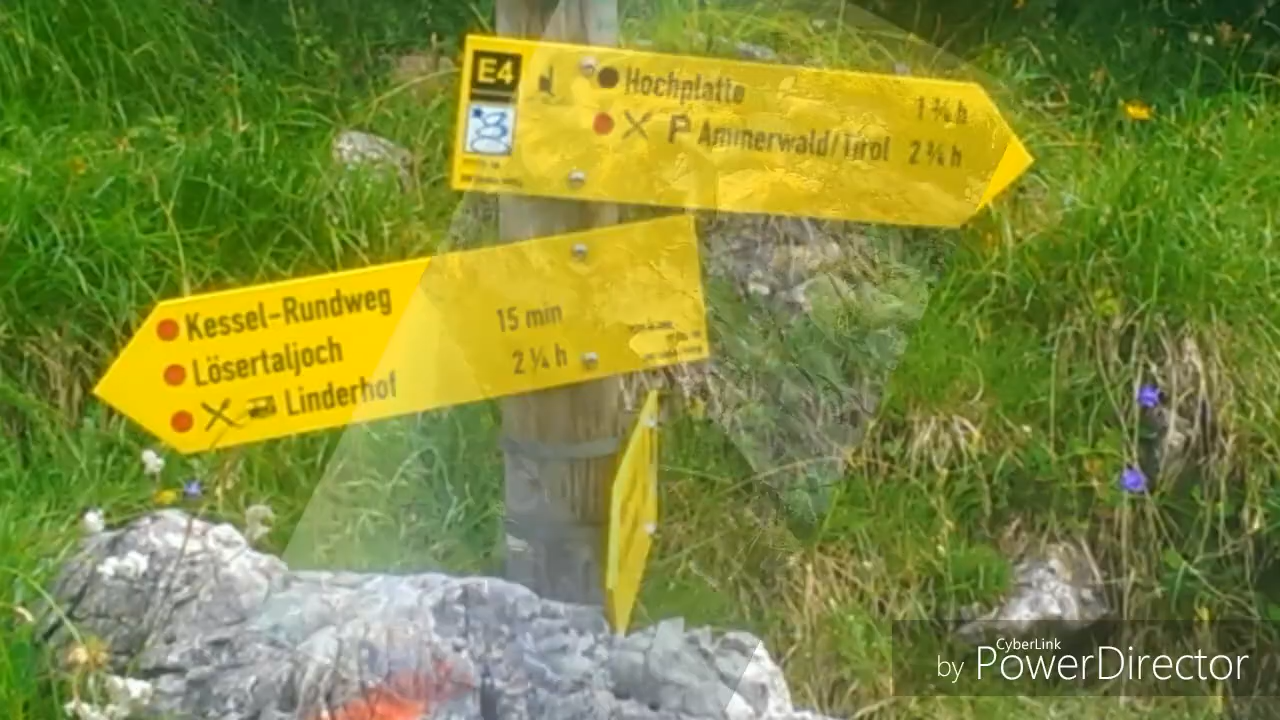 E4
Hochplatte 1 ¾ h
P Ammerwald/Tirol 2 ¾ h
Kessel-Rundweg 15 min
Lösertaljoch 2 ¼ h
Linderhof
CyberLink
by PowerDirector